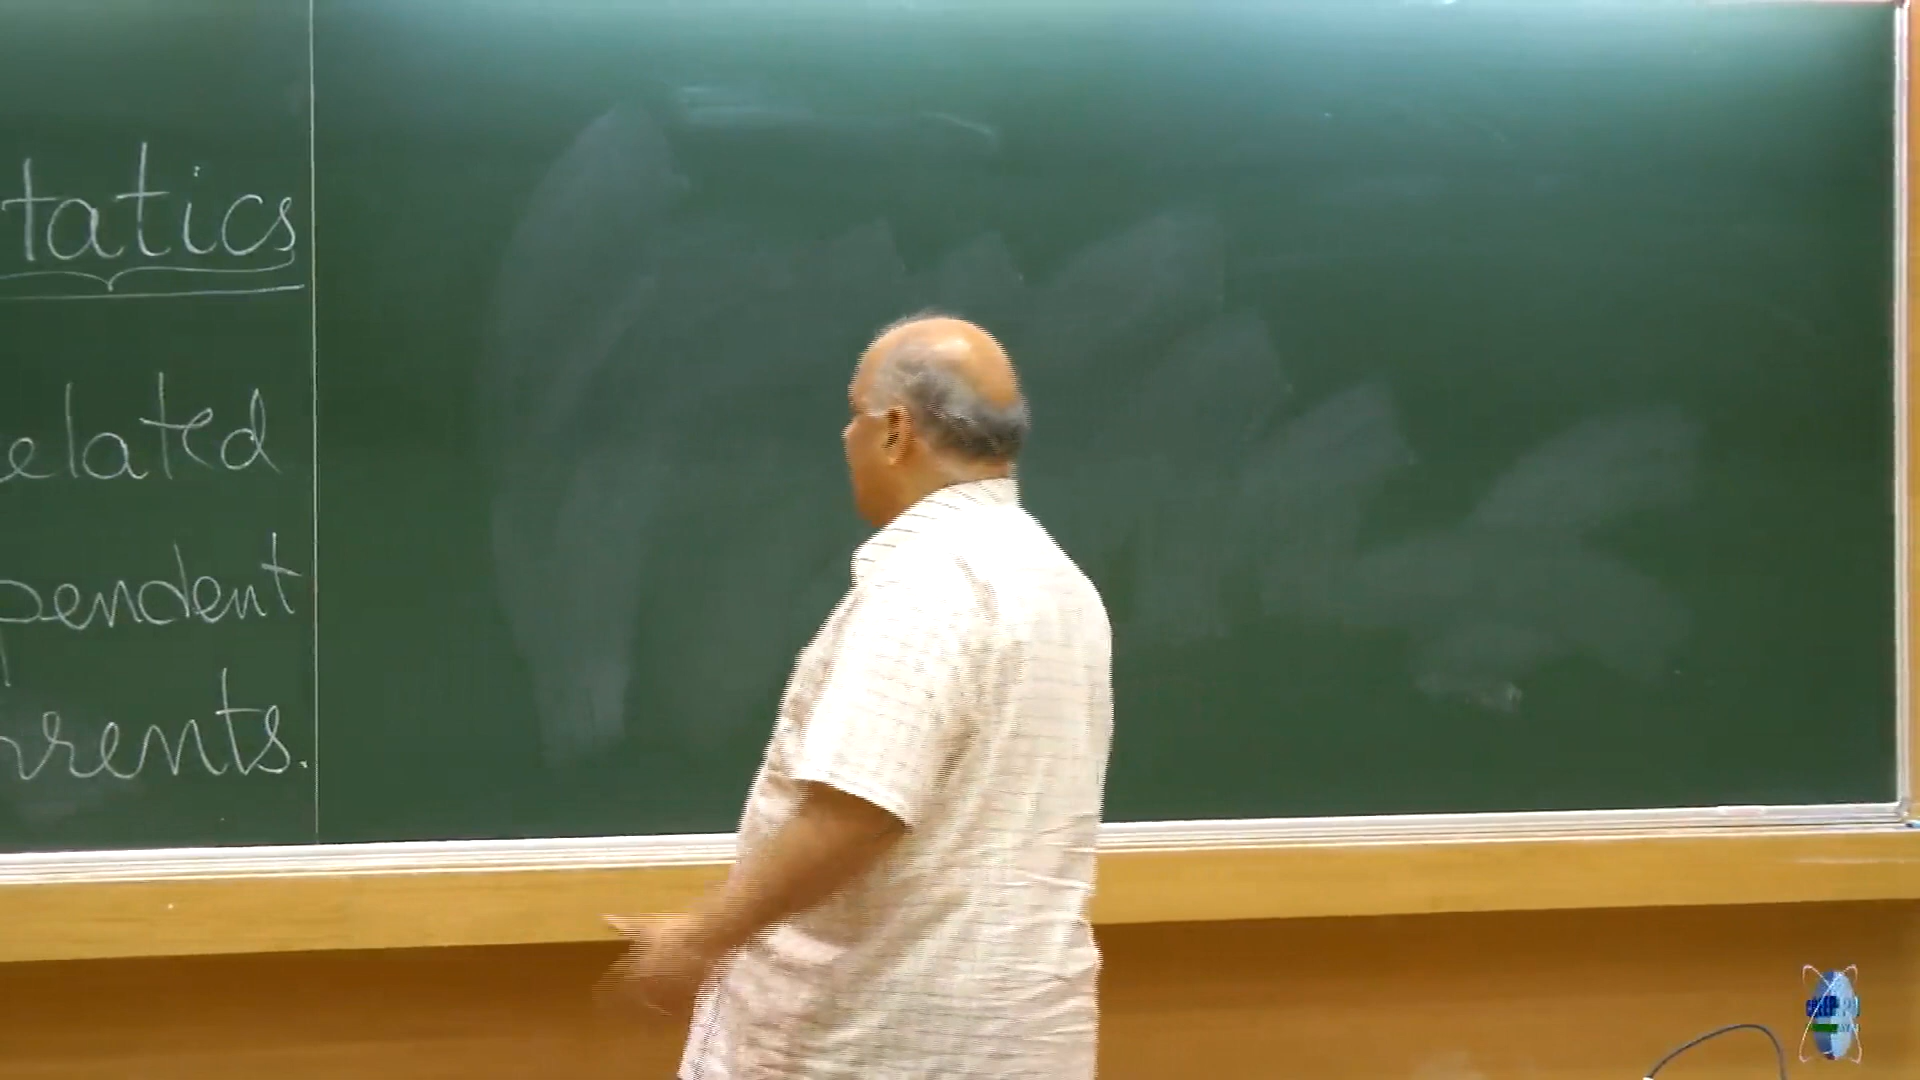 tatics
elated
pendent
rrents.